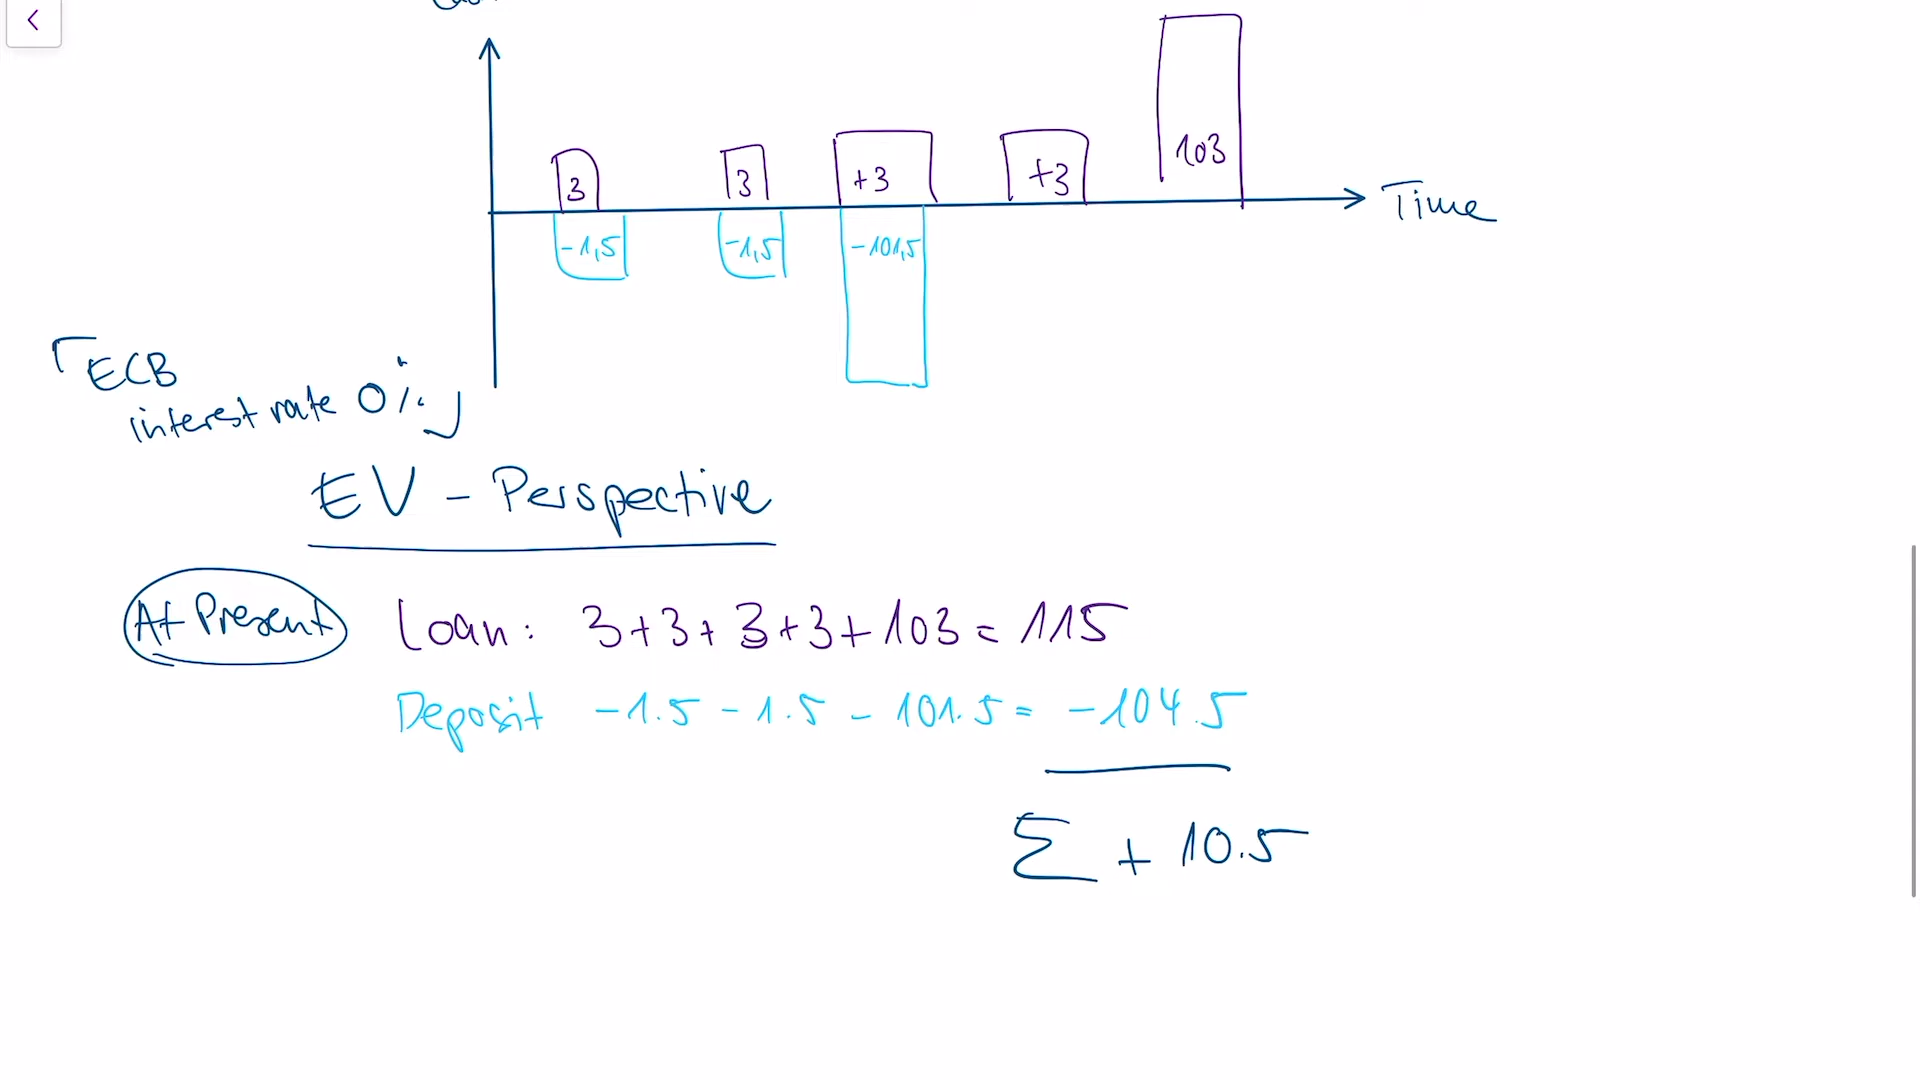 3 3 +3 +3 103
Time
-1,5 -1,5 -101,5
ECB
interest rate 0%
EV - Perspective
At Present
Loan: 3+3+3+3+103 = 115
Deposit -1.5 -1.5 - 101.5 = -104.5
Σ + 10.5